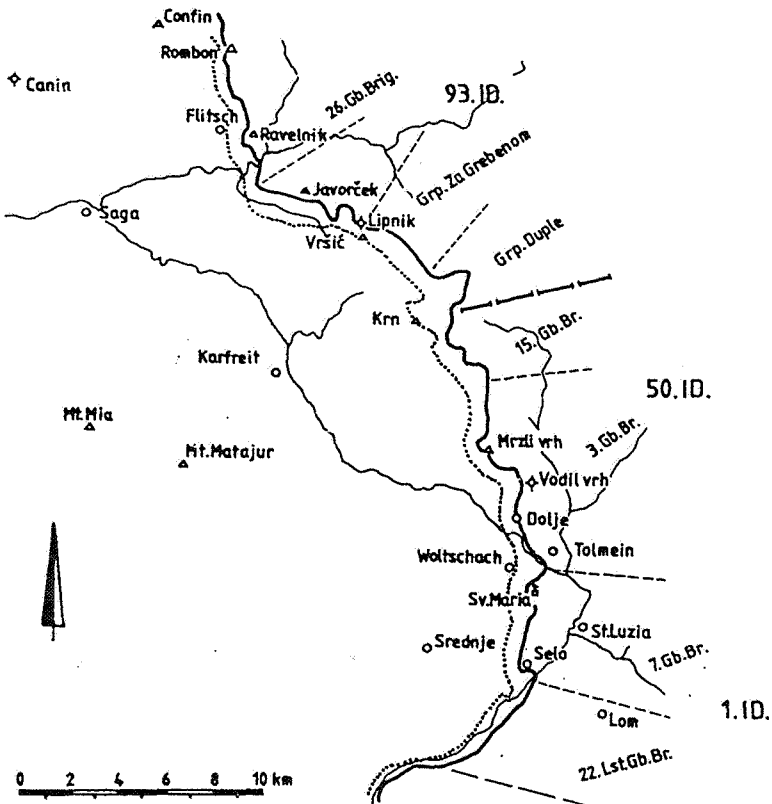 Confin
Rombon
Canin
26.Gb.Brig.
93.ID.
Flitsch
Ravelnik
Grp.Za Grebenom
Javorček
Saga
Lipnik
Vršić
Grp.Duple
Krn
15.Gb.Br.
Karfreit
50.ID.
Mt.Mia
Mrzli vrh
3.Gb.Br.
Mt.Matajur
Vodil vrh
Dolje
Tolmein
Woltschach
Sv.Maria
St.Luzia
Srednje
Selo
7.Gb.Br.
Lom
1.ID.
22.Lst.Gb.Br.
0 2 4 6 8 10 km